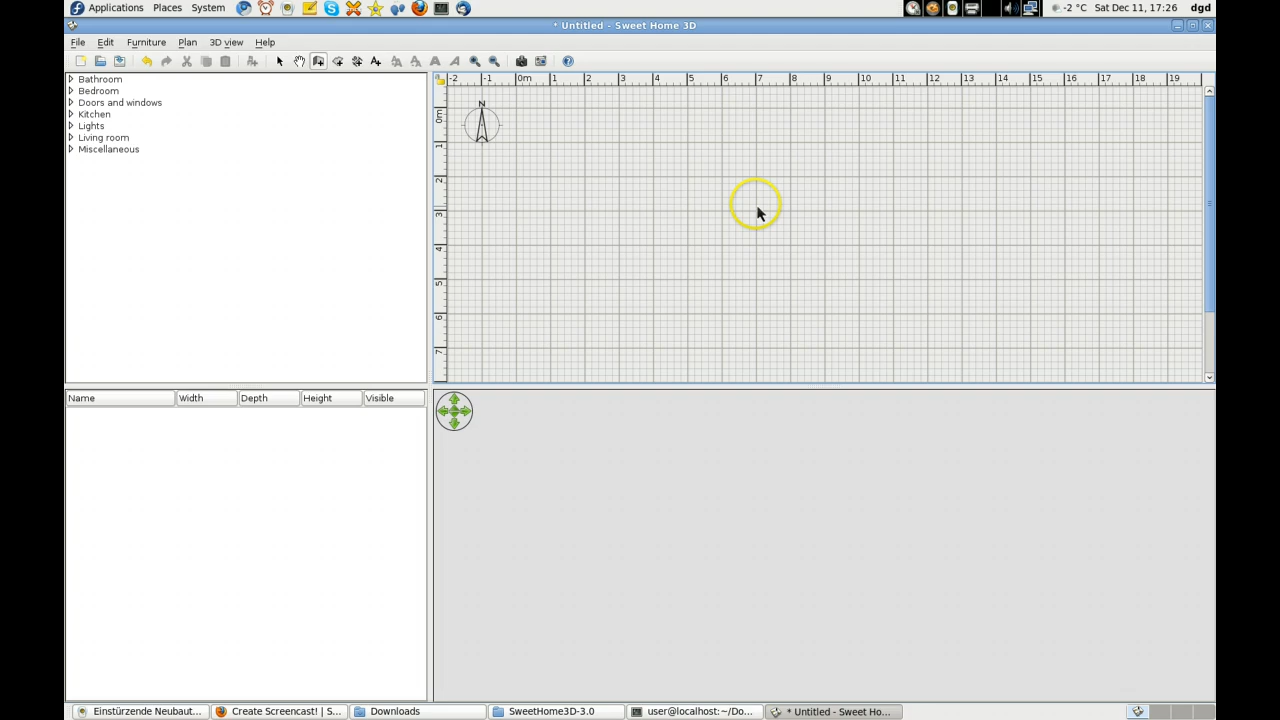 Applications Places System -2 °C Sat Dec 11, 17:26 dgd
* Untitled - Sweet Home 3D
File Edit Furniture Plan 3D view Help
Bathroom
Bedroom
Doors and windows
Kitchen
Lights
Living room
Miscellaneous
-2 -1 0m 1 2 3 4 5 6 7 8 9 10 11 12 13 14 15 16 17 18 19
N
0m
1
2
3
4
5
6
7
Name Width Depth Height Visible
Einstürzende Neubaut... Create Screencast! | S... Downloads SweetHome3D-3.0 user@localhost:~/Do... * Untitled - Sweet Ho...